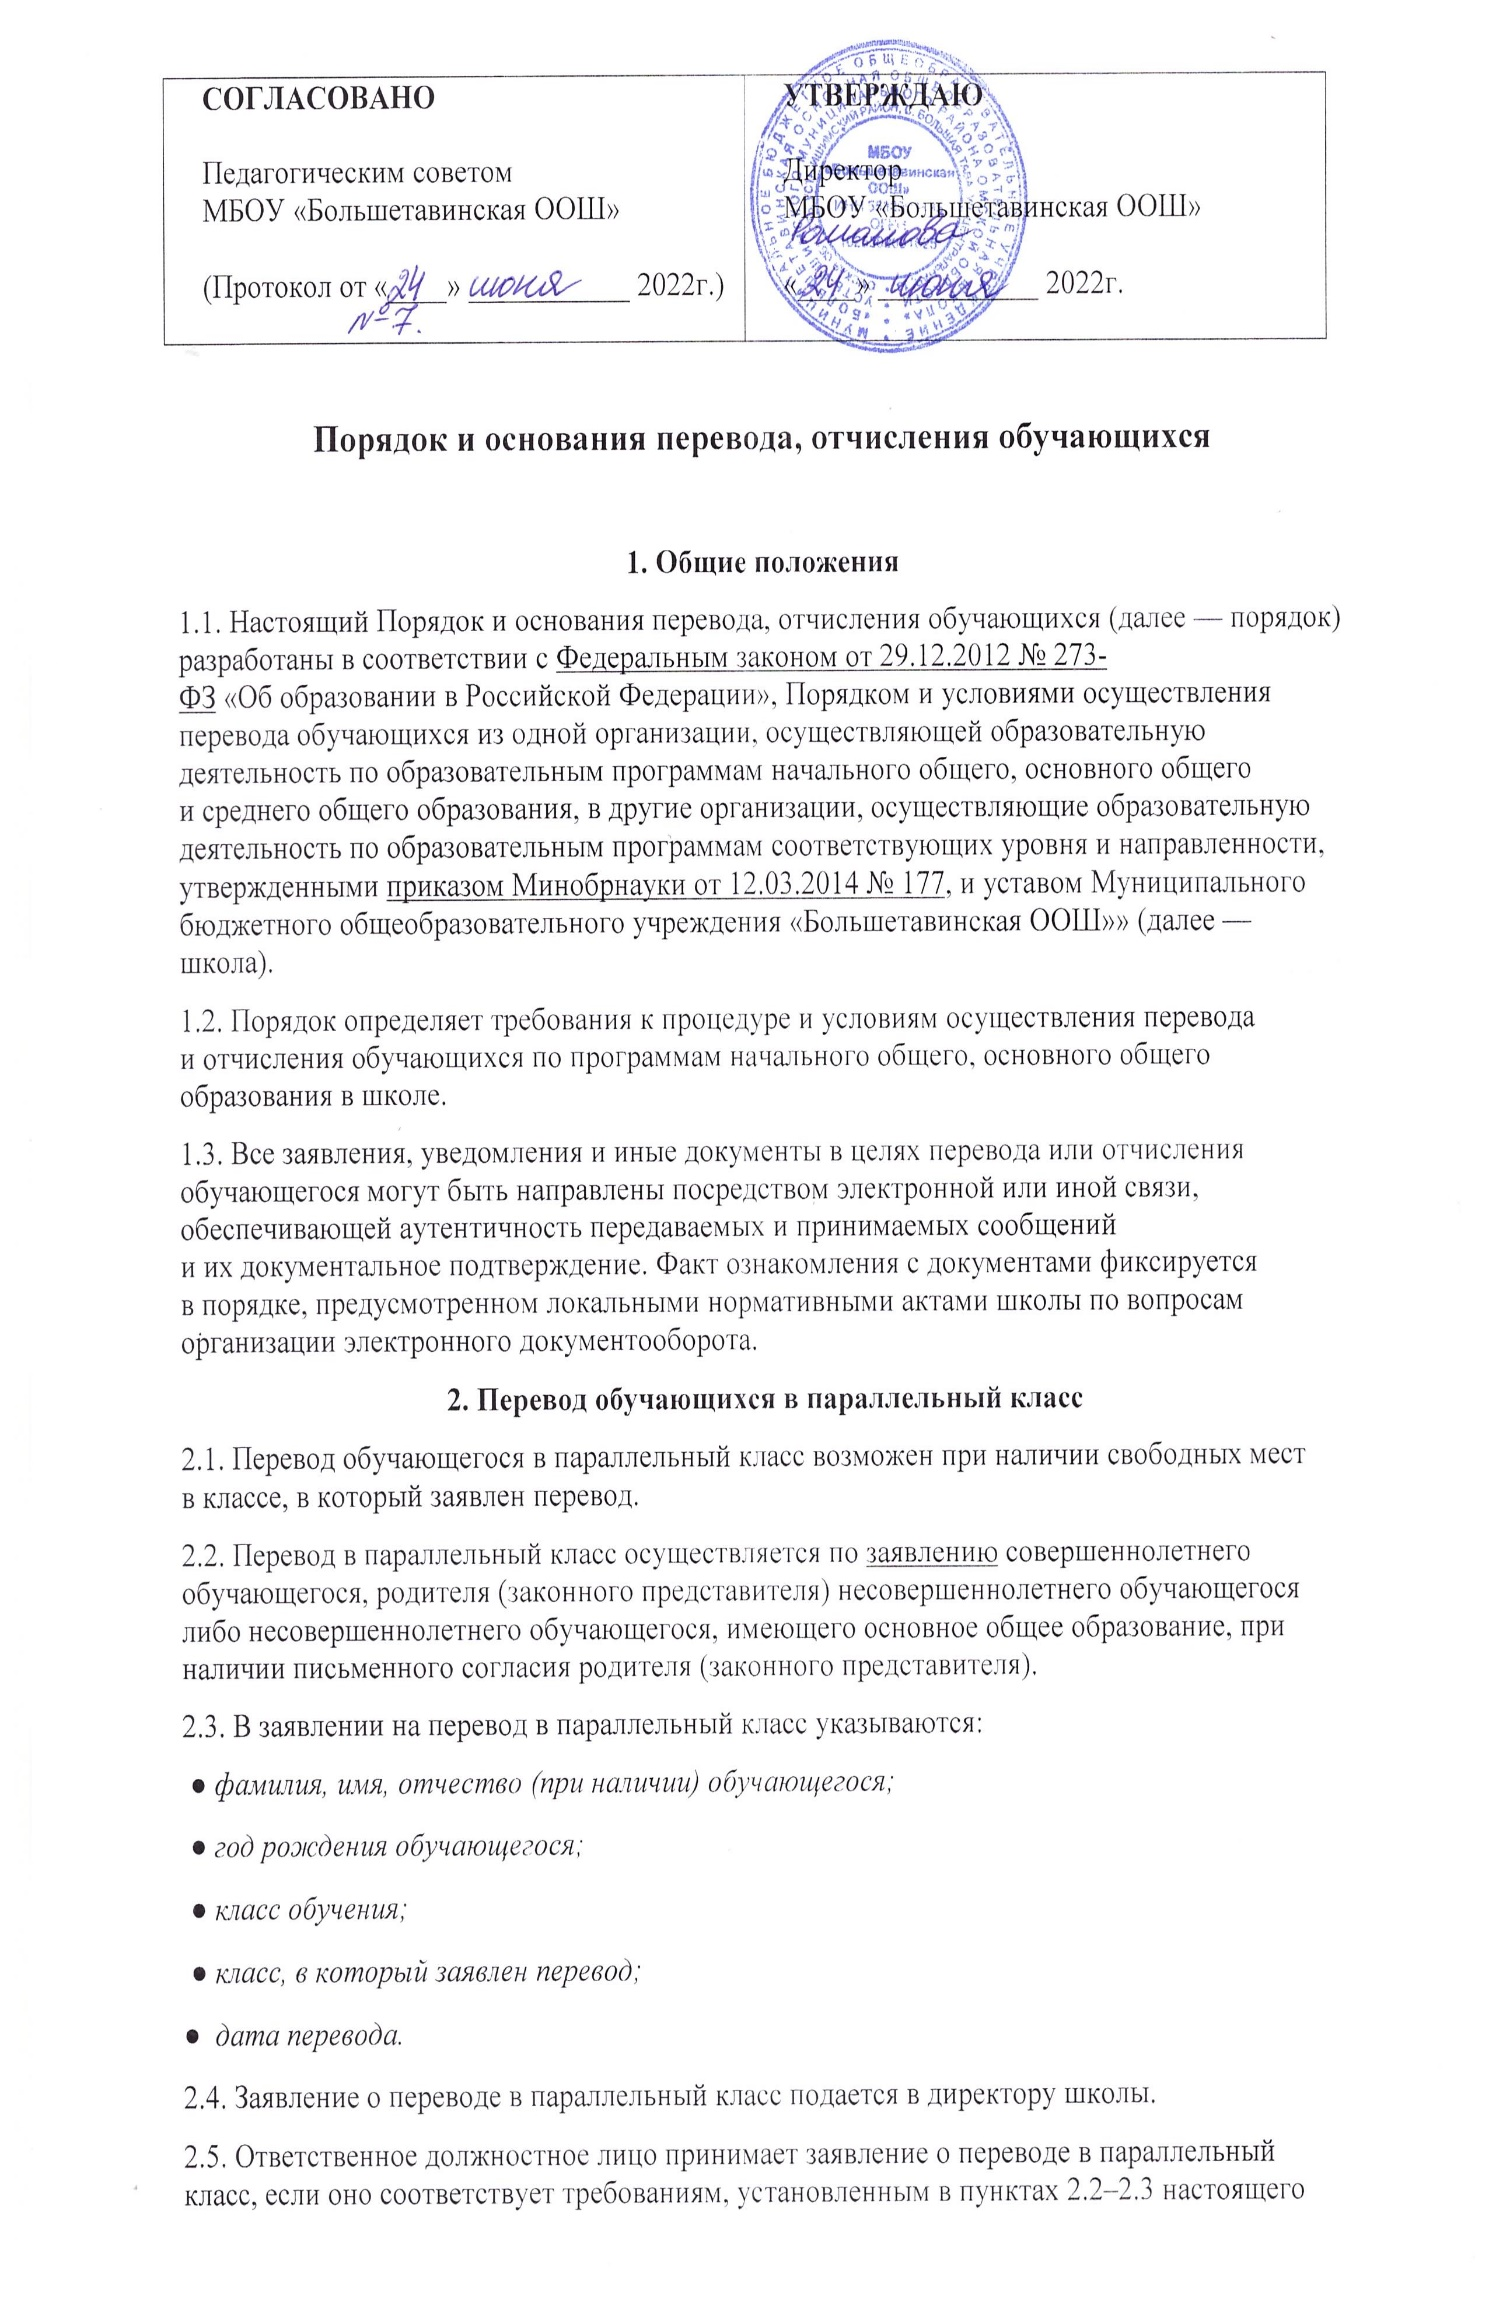 СОГЛАСОВАНО
Педагогическим советом
МБОУ «Большетавинская ООШ»
(Протокол от «24» июня 2022г.)
№ 7.
УТВЕРЖДАЮ
Директор
МБОУ «Большетавинская ООШ»
Романова
«24» июня 2022г.
МБОУ
«Большетавинская
ООШ»
Порядок и основания перевода, отчисления обучающихся
1. Общие положения
1.1. Настоящий Порядок и основания перевода, отчисления обучающихся (далее — порядок)
разработаны в соответствии с Федеральным законом от 29.12.2012 № 273-
ФЗ «Об образовании в Российской Федерации», Порядком и условиями осуществления
перевода обучающихся из одной организации, осуществляющей образовательную
деятельность по образовательным программам начального общего, основного общего
и среднего общего образования, в другие организации, осуществляющие образовательную
деятельность по образовательным программам соответствующих уровня и направленности,
утвержденными приказом Минобрнауки от 12.03.2014 № 177, и уставом Муниципального
бюджетного общеобразовательного учреждения «Большетавинская ООШ»» (далее —
школа).
1.2. Порядок определяет требования к процедуре и условиям осуществления перевода
и отчисления обучающихся по программам начального общего, основного общего
образования в школе.
1.3. Все заявления, уведомления и иные документы в целях перевода или отчисления
обучающегося могут быть направлены посредством электронной или иной связи,
обеспечивающей аутентичность передаваемых и принимаемых сообщений
и их документальное подтверждение. Факт ознакомления с документами фиксируется
в порядке, предусмотренном локальными нормативными актами школы по вопросам
организации электронного документооборота.
2. Перевод обучающихся в параллельный класс
2.1. Перевод обучающегося в параллельный класс возможен при наличии свободных мест
в классе, в который заявлен перевод.
2.2. Перевод в параллельный класс осуществляется по заявлению совершеннолетнего
обучающегося, родителя (законного представителя) несовершеннолетнего обучающегося
либо несовершеннолетнего обучающегося, имеющего основное общее образование, при
наличии письменного согласия родителя (законного представителя).
2.3. В заявлении на перевод в параллельный класс указываются:
● фамилия, имя, отчество (при наличии) обучающегося;
● год рождения обучающегося;
● класс обучения;
● класс, в который заявлен перевод;
● дата перевода.
2.4. Заявление о переводе в параллельный класс подается в директору школы.
2.5. Ответственное должностное лицо принимает заявление о переводе в параллельный
класс, если оно соответствует требованиям, установленным в пунктах 2.2–2.3 настоящего